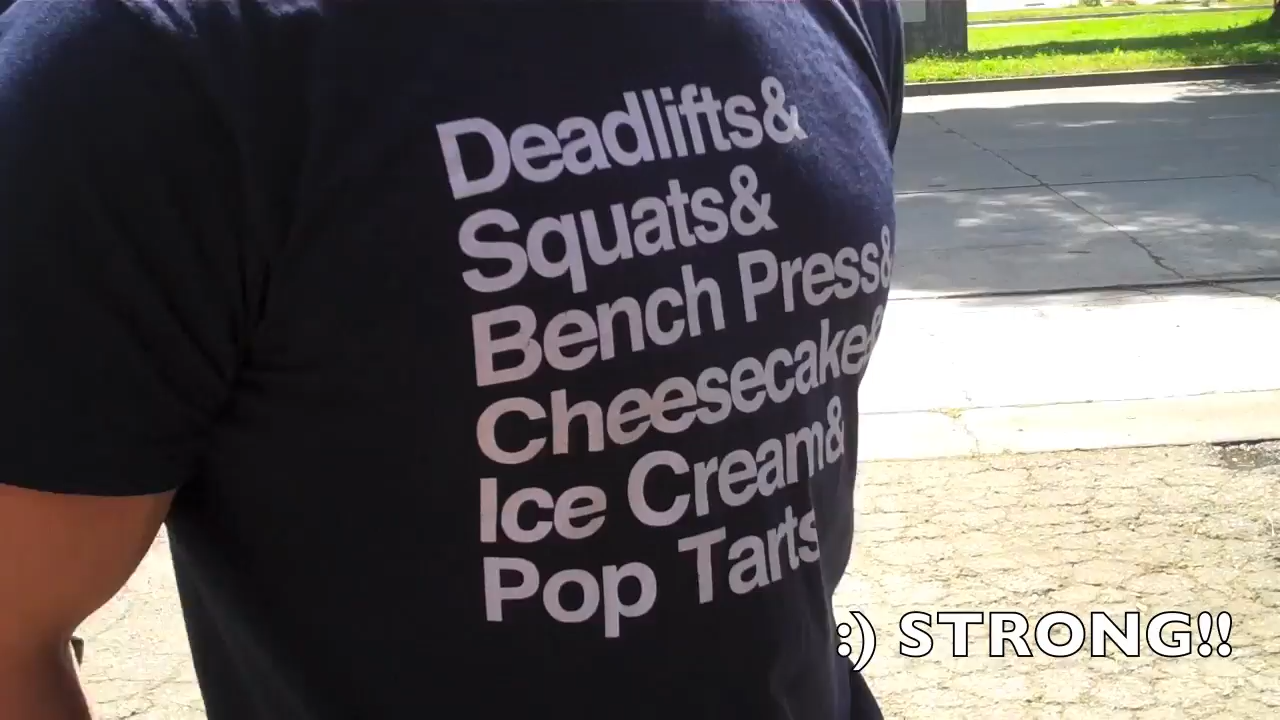 Deadlifts&
Squats&
Bench Press&
Cheesecake&
Ice Cream&
Pop Tarts
:) STRONG!!